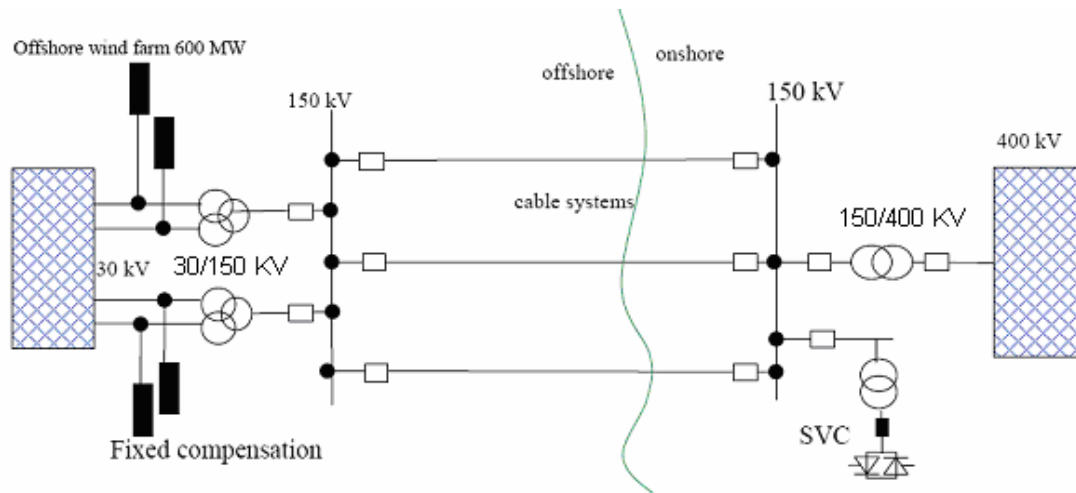 Offshore wind farm 600 MW
offshore
onshore
150 kV
150 kV
400 kV
cable systems
150/400 KV
30 kV
30/150 KV
SVC
Fixed compensation